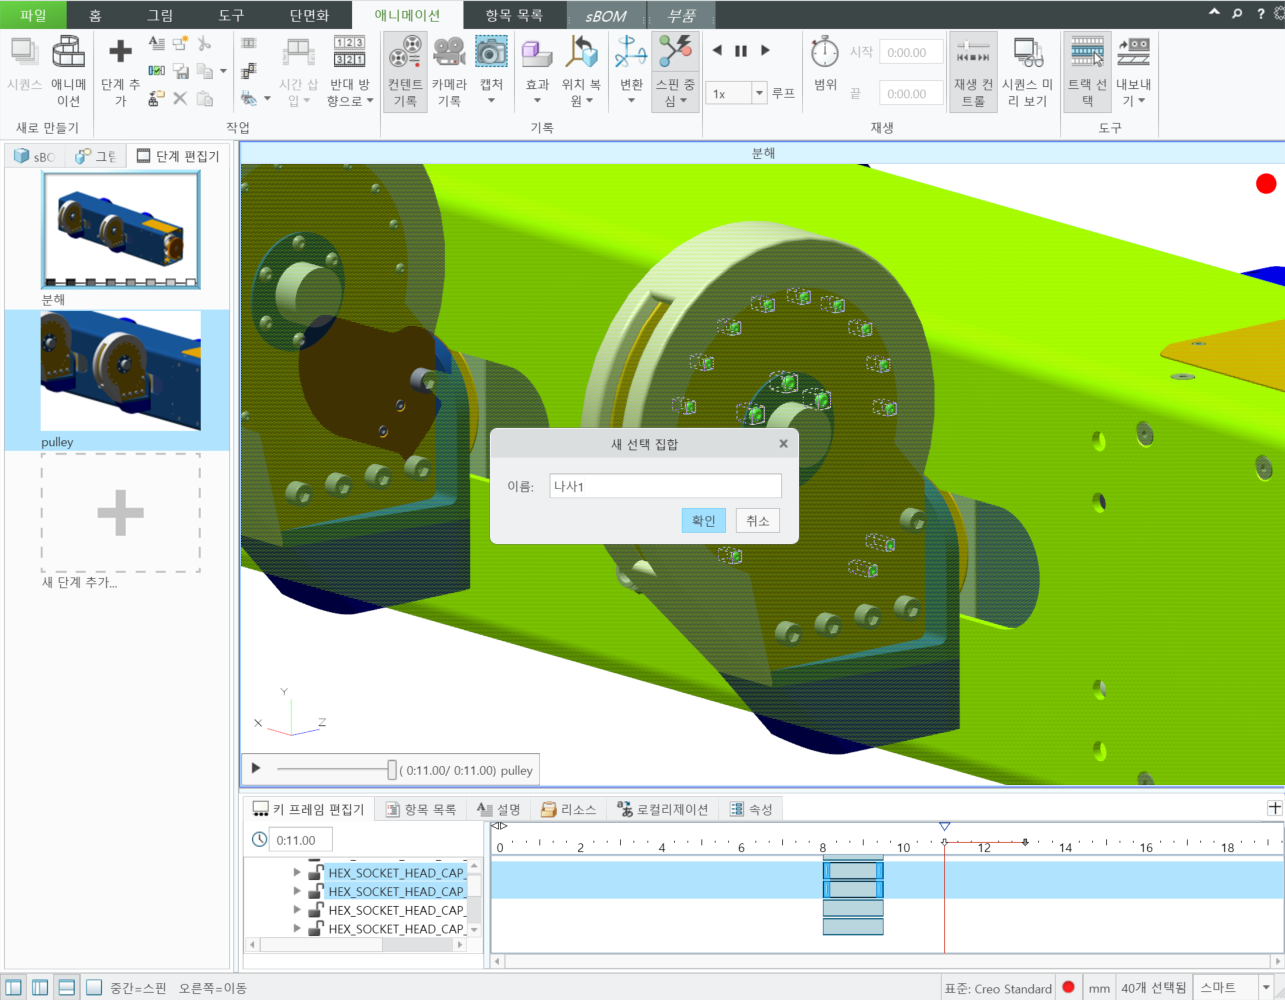 파일 홈 그림 도구 단면화 애니메이션 항목 목록 sBOM 부품
시퀀스 애니메이션 단계 추가 시간 삽입 반대 방향으로 컨텐트 기록 카메라 기록 캡처 효과 위치 복원 변환 스핀 중심 1x 루프 범위 시작 0:00.00 끝 0:00.00 재생 컨트롤 시퀀스 미리 보기 트랙 선택 내보내기
새로 만들기 작업 기록 재생 도구
sBO 그림 단계 편집기
분해
분해
pulley
새 단계 추가...
새 선택 집합
이름: 나사1
확인 취소
Y
X Z
( 0:11.00/ 0:11.00) pulley
키 프레임 편집기 항목 목록 설명 리소스 로컬리제이션 속성
0:11.00
0 2 4 6 8 10 12 14 16 18
HEX_SOCKET_HEAD_CAP_
HEX_SOCKET_HEAD_CAP_
HEX_SOCKET_HEAD_CAP_
HEX_SOCKET_HEAD_CAP_
중간=스핀 오른쪽=이동 표준: Creo Standard mm 40개 선택됨 스마트